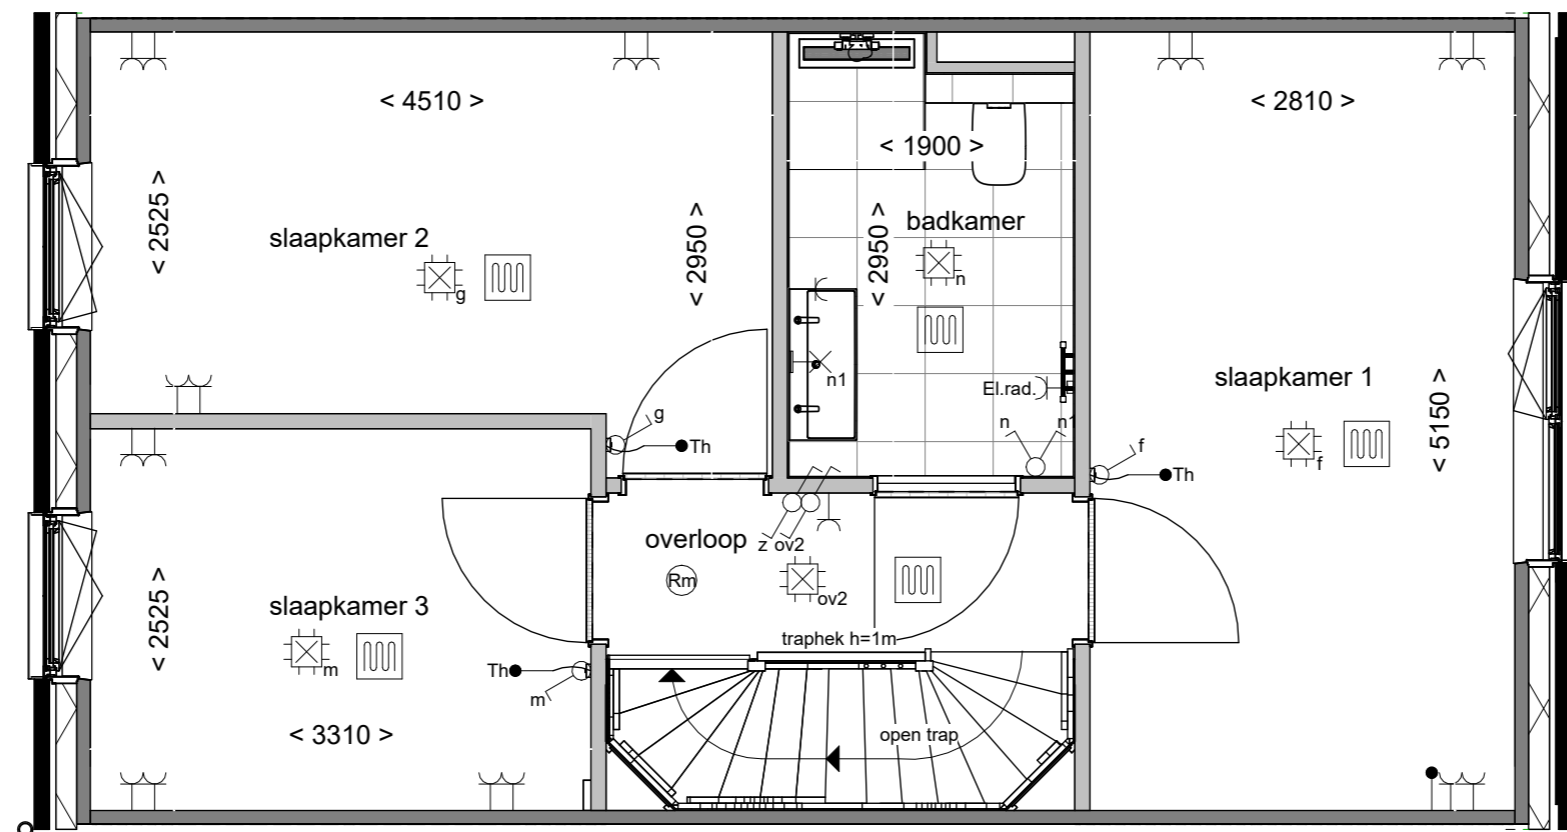 < 4510 >
< 2810 >
< 1900 >
< 2525 >
< 2950 >
< 2950 >
badkamer
slaapkamer 2
g
n
slaapkamer 1
n1
El.rad.
< 5150 >
g
n
n1
f
f
Th
Th
overloop
z
ov2
Rm
ov2
slaapkamer 3
< 2525 >
traphek h=1m
m
Th
m
< 3310 >
open trap